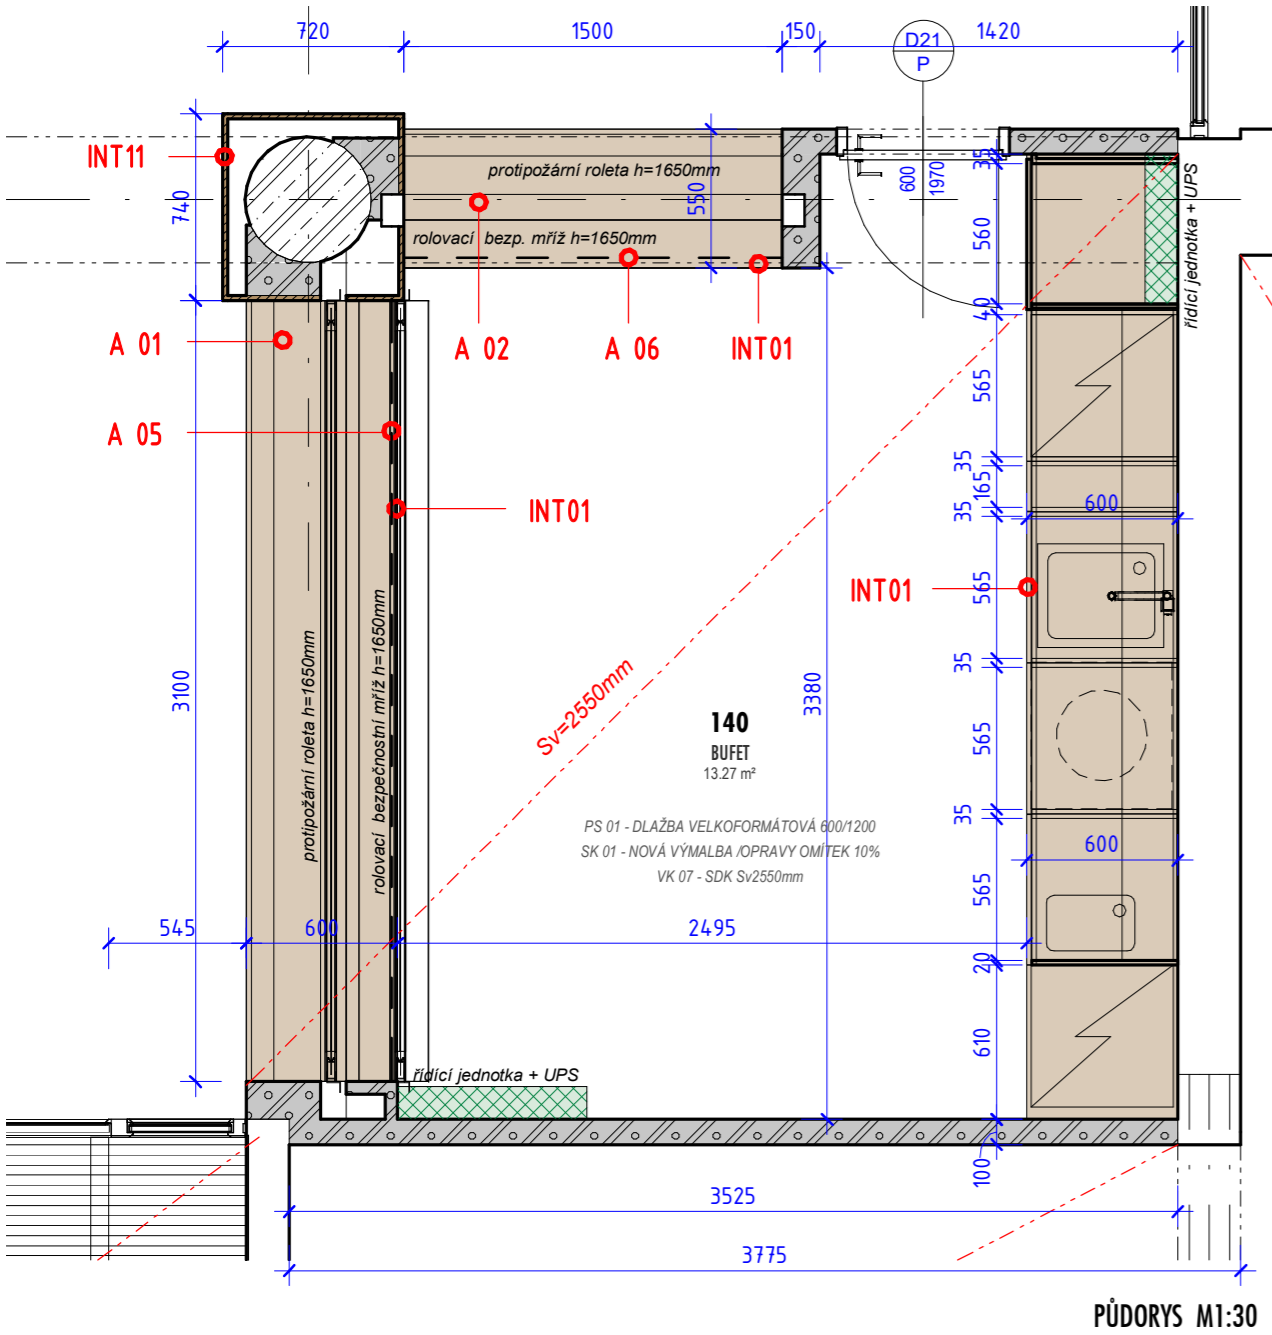 720
1500
150
1420
D21
P
INT11
740
protipožární roleta h=1650mm
550
rolovací bezp. mříž h=1650mm
600
1970
35
560
řídící jednotka + UPS
40
A 01
A 02
A 06
INT01
565
A 05
35
165
35
600
INT01
INT01
565
35
3100
protipožární roleta h=1650mm
rolovací bezpečnostní mříž h=1650mm
Sv=2550mm
3380
140
BUFET
13.27 m²
565
35
PS 01 - DLAŽBA VELKOFORMÁTOVÁ 600/1200
SK 01 - NOVÁ VÝMALBA /OPRAVY OMÍTEK 10%
VK 07 - SDK Sv2550mm
600
565
545
600
2495
20
610
řídící jednotka + UPS
100
3525
3775
PŮDORYS M1:30